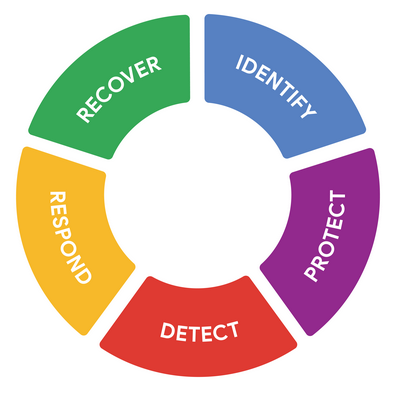 IDENTIFY
PROTECT
DETECT
RESPOND
RECOVER